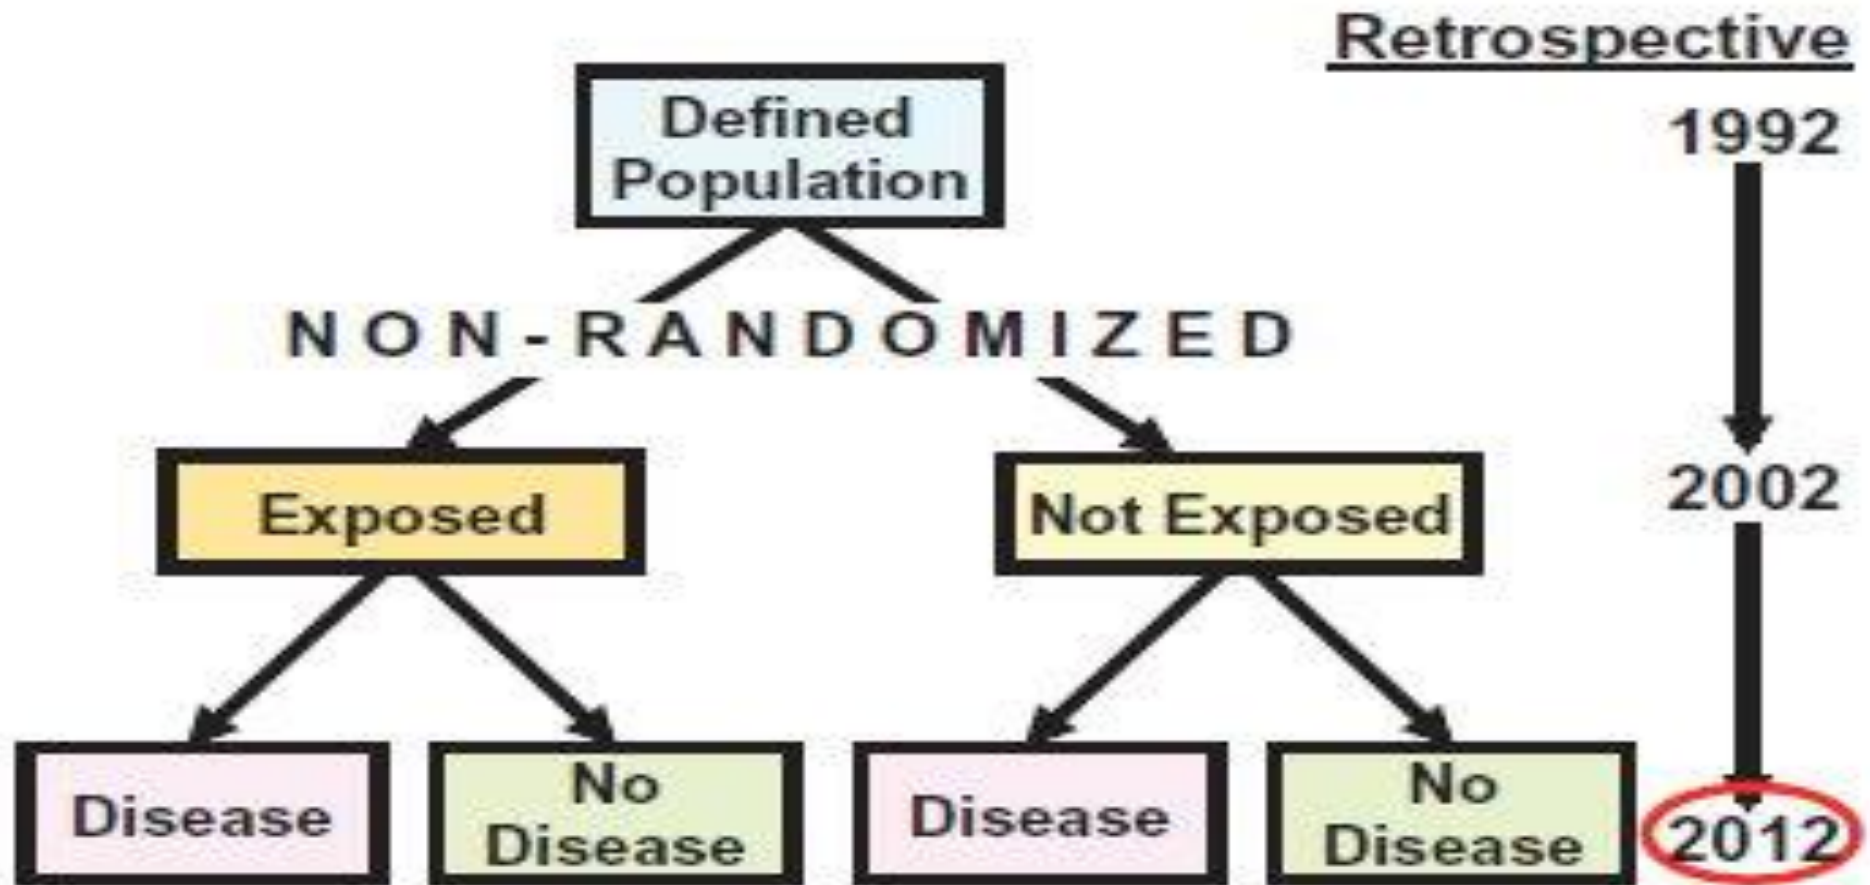 Retrospective
Defined
Population
1992
NON-RANDOMIZED
Exposed
Not Exposed
2002
Disease
No
Disease
Disease
No
Disease
2012